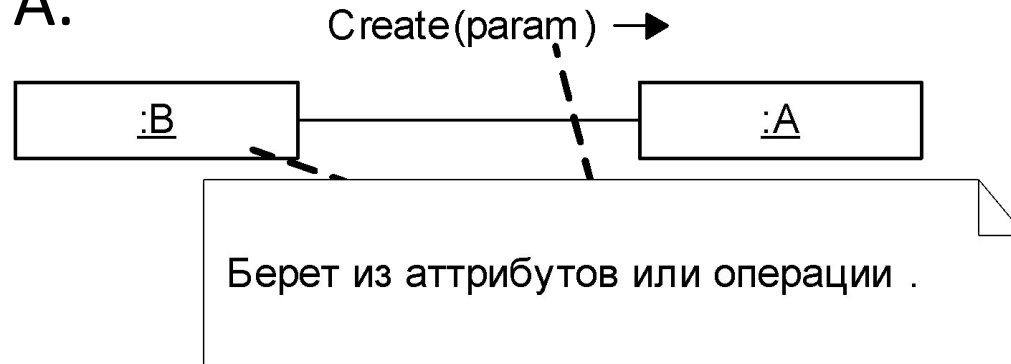 А.
Create(param) 
:B
:A
Берет из аттрибутов или операции .